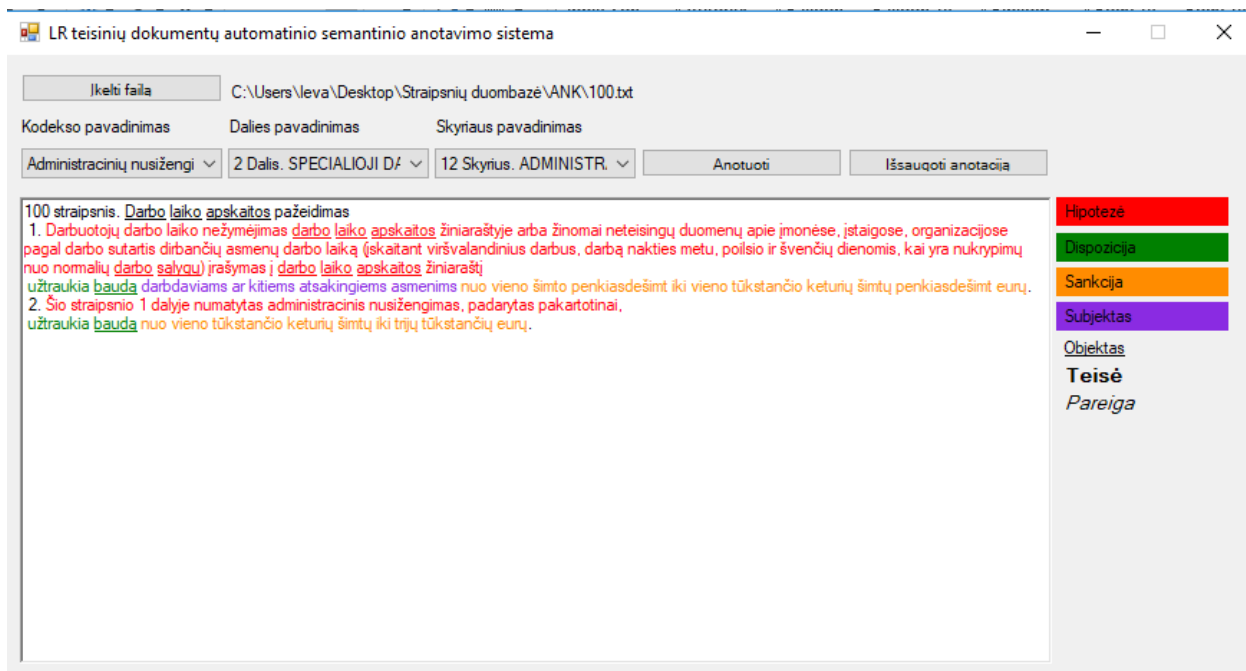 LR teisinių dokumentų automatinio semantinio anotavimo sistema
Įkelti failą C:\Users\Ieva\Desktop\Straipsnių duombazė\ANK\100.txt
Kodekso pavadinimas Dalies pavadinimas Skyriaus pavadinimas
Administracinių nusižengi 2 Dalis. SPECIALIOJI DA 12 Skyrius. ADMINISTRA Anotuoti Išsaugoti anotaciją
100 straipsnis. Darbo laiko apskaitos pažeidimas
1. Darbuotojų darbo laiko nežymėjimas darbo laiko apskaitos žiniaraštyje arba žinomai neteisingų duomenų apie įmonėse, įstaigose, organizacijose
pagal darbo sutartis dirbančių asmenų darbo laiką (įskaitant viršvalandinius darbus, darbą nakties metu, poilsio ir švenčių dienomis, kai yra nukrypimų
nuo normalių darbo sąlygų) įrašymas į darbo laiko apskaitos žiniaraštį
užtraukia baudą darbdaviams ar kitiems atsakingiems asmenims nuo vieno šimto penkiasdešimt iki vieno tūkstančio keturių šimtų penkiasdešimt eurų.
2. Šio straipsnio 1 dalyje numatytas administracinis nusižengimas, padarytas pakartotinai,
užtraukia baudą nuo vieno tūkstančio keturių šimtų iki trijų tūkstančių eurų.
Hipotezė
Dispozicija
Sankcija
Subjektas
Objektas
Teisė
Pareiga